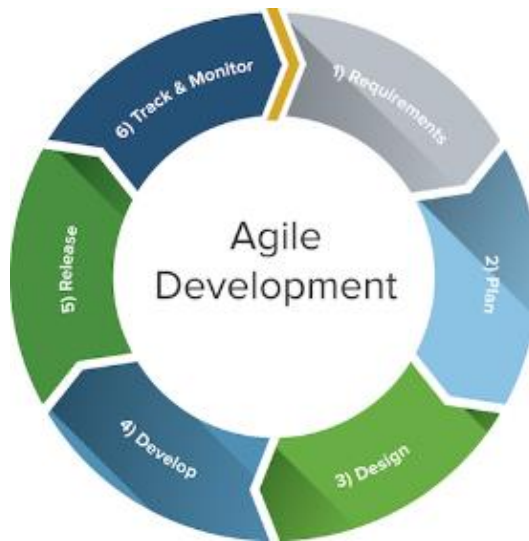 Agile
Development
1) Requirements
2) Plan
3) Design
4) Develop
5) Release
6) Track & Monitor